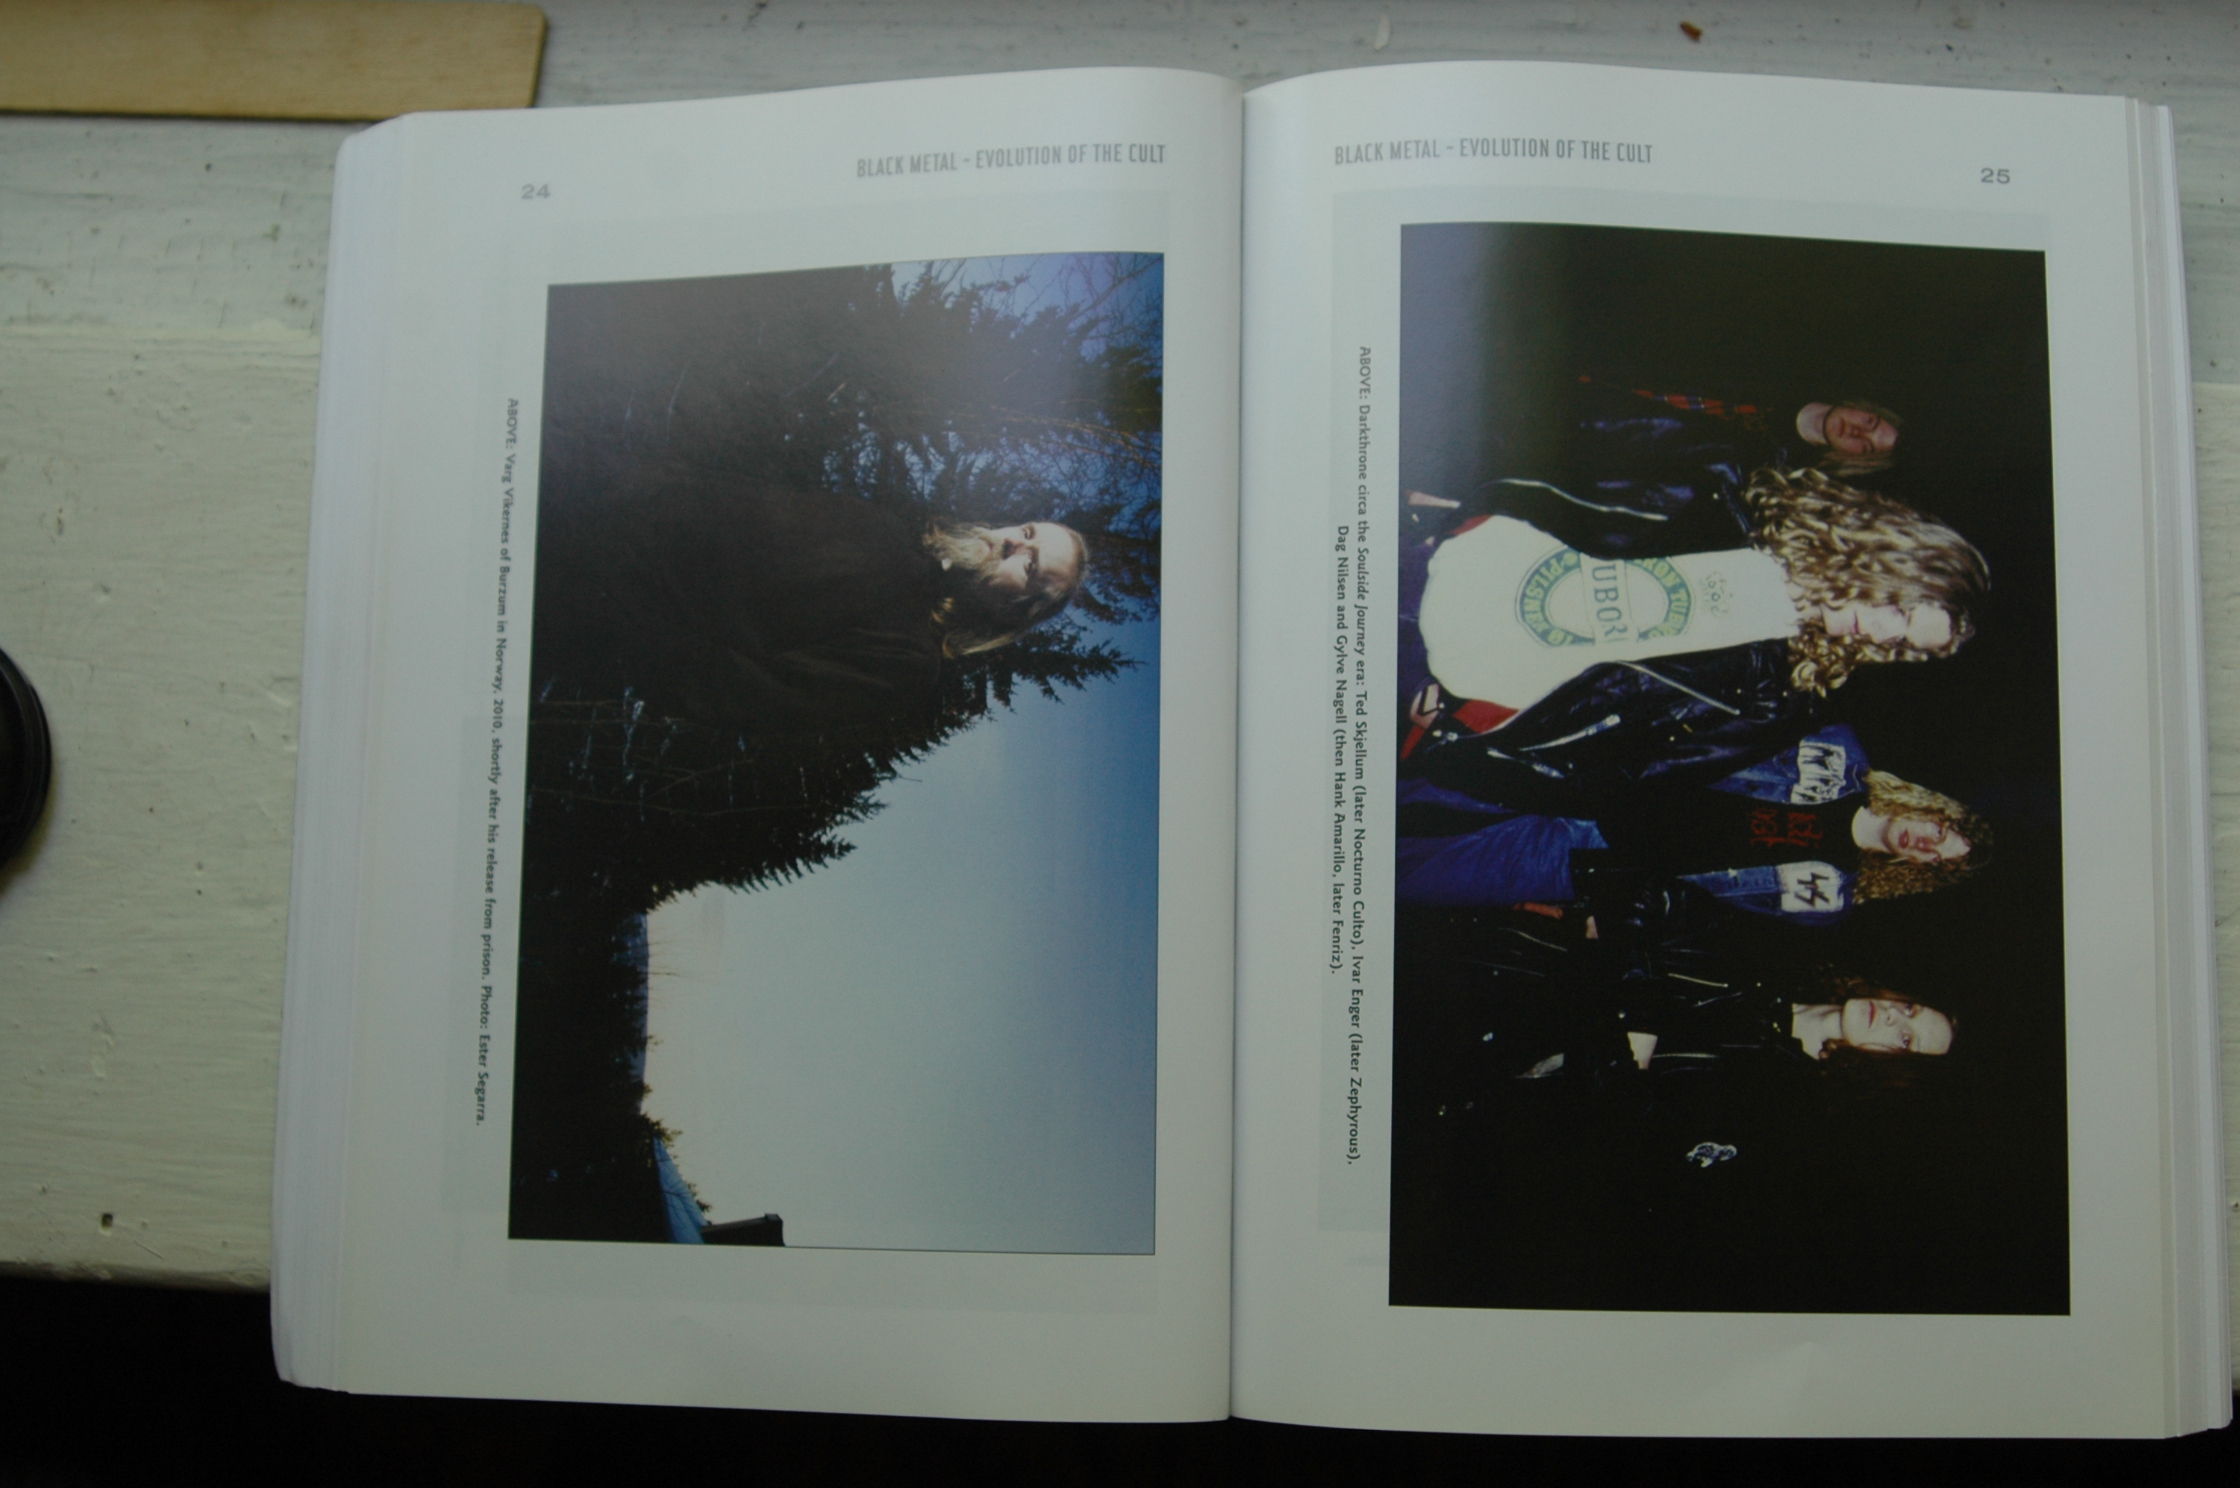 25
BLACK METAL - EVOLUTION OF THE CULT
UBOR
PILSNER ØL
ABOVE: Darkthrone circa the Soulside Journey era: Ted Skjellum (later Nocturno Culto), Ivar Enger (later Zephyrous),
Dag Nilsen and Gylve Nagell (then Hank Amarillo, later Fenriz).
BLACK METAL - EVOLUTION OF THE CULT
24
ABOVE: Varg Vikernes of Burzum in Norway, 2010, shortly after his release from prison. Photo: Ester Segarra.